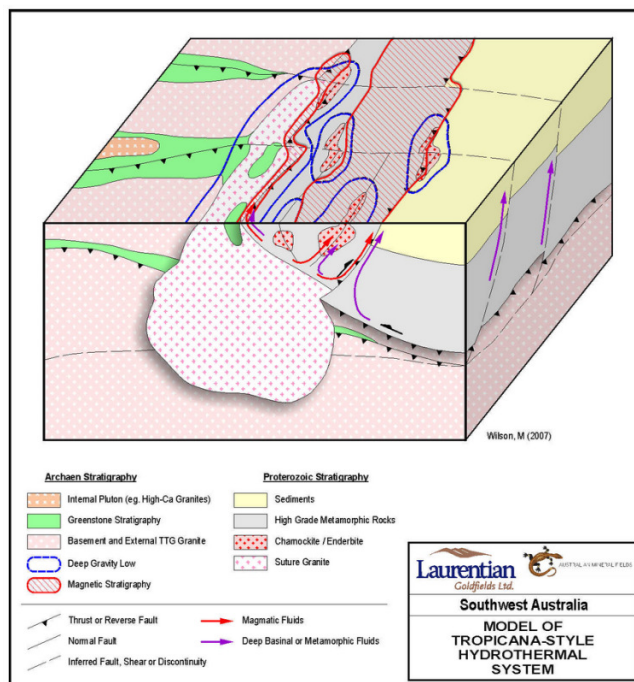 Wilson, M (2007)
Archaen Stratigraphy
Internal Pluton (eg. High-Ca Granites)
Greenstone Stratigraphy
Basement and External TTG Granite
Deep Gravity Low
Magnetic Stratigraphy
Proterozoic Stratigraphy
Sediments
High Grade Metamorphic Rocks
Charnockite / Enderbite
Suture Granite
Thrust or Reverse Fault
Normal Fault
Inferred Fault, Shear or Discontinuity
Magmatic Fluids
Deep Basinal or Metamorphic Fluids
Laurentian
Goldfields Ltd.
AUSTRALIAN MINERAL FIELDS
Southwest Australia
MODEL OF
TROPICANA-STYLE
HYDROTHERMAL
SYSTEM